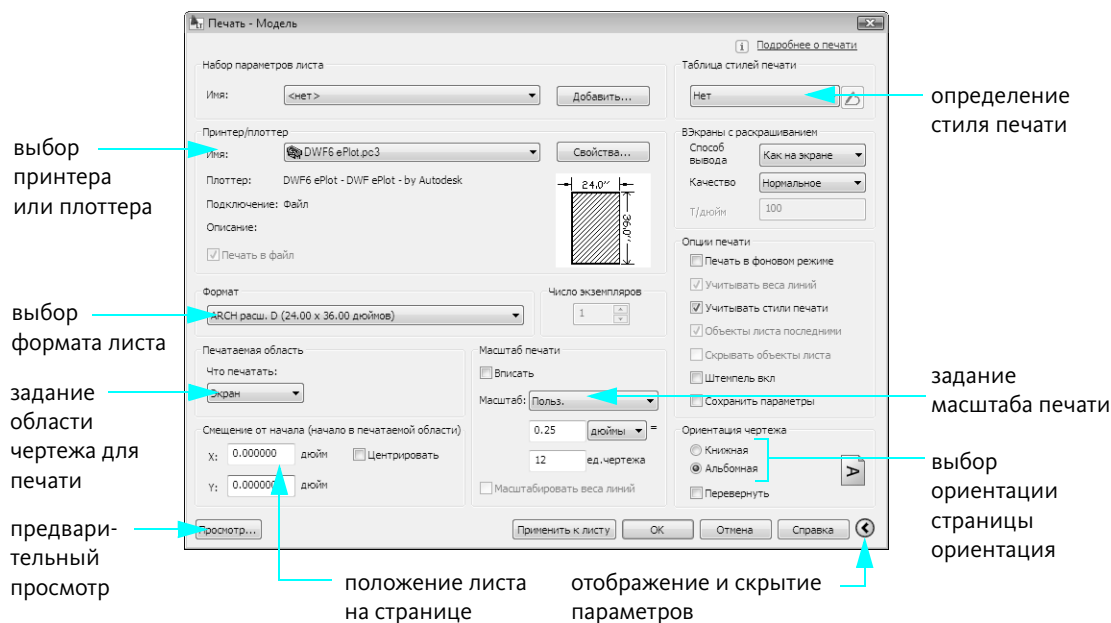 Печать - Модель
Подробнее о печати
Набор параметров листа
Имя:
<нет>
Добавить...
Таблица стилей печати
Нет
определение
стиля печати
Принтер/плоттер
Имя:
DWF6 ePlot.pc3
Свойства...
Плоттер:
DWF6 ePlot - DWF ePlot - by Autodesk
Подключение:
Файл
Описание:
Печать в файл
24.0''
36.0''
выбор
принтера
или плоттера
ВЭкраны с раскрашиванием
Способ
вывода
Как на экране
Качество
Нормальное
Т/дюйм
100
Формат
ARCH расш. D (24.00 x 36.00 дюймов)
Число экземпляров
1
выбор
формата листа
Опции печати
Печать в фоновом режиме
Учитывать веса линий
Учитывать стили печати
Объекты листа последними
Скрывать объекты листа
Штемпель вкл
Сохранить параметры
Печатаемая область
Что печатать:
Экран
задание
области
чертежа для
печати
Масштаб печати
Вписать
Масштаб:
Польз.
0.25
дюймы
=
12
ед.чертежа
Масштабировать веса линий
задание
масштаба печати
Смещение от начала (начало в печатаемой области)
X:
0.000000
дюйм
Центрировать
Y:
0.000000
дюйм
Ориентация чертежа
Книжная
Альбомная
Перевернуть
A
выбор
ориентации
страницы
ориентация
Просмотр...
Применить к листу
OK
Отмена
Справка
предвари-
тельный
просмотр
положение листа
на странице
отображение и скрытие
параметров